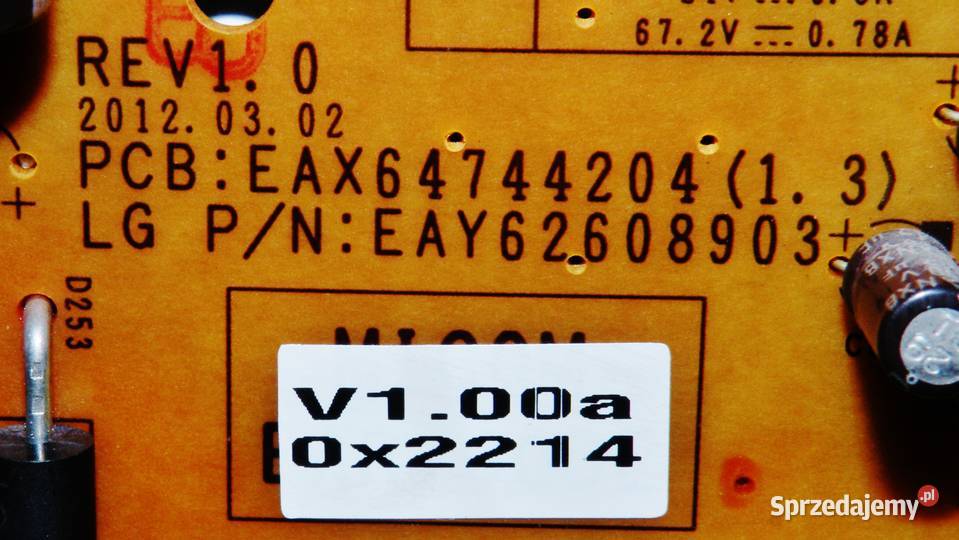 67.2V ⎓ 0.78A
REV1.0
2012.03.02
PCB:EAX64744204(1.3)
LG P/N:EAY62608903
+
+
+
D253
MICOM
V1.00a
0x2214
Sprzedajemy.pl